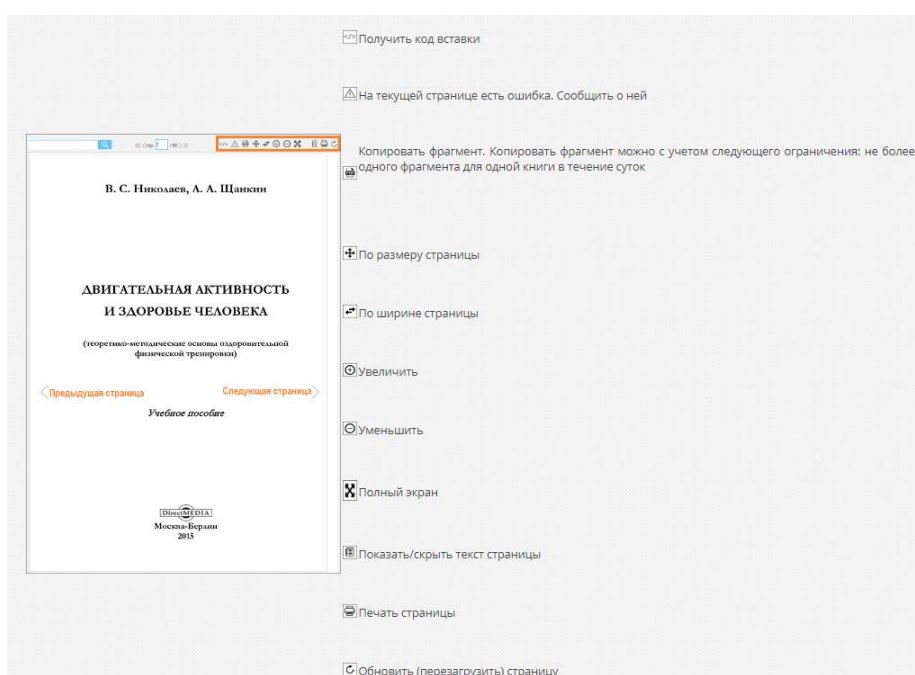 Получить код вставки
На текущей странице есть ошибка. Сообщить о ней
Копировать фрагмент. Копировать фрагмент можно с учетом следующего ограничения: не более
одного фрагмента для одной книги в течение суток
По размеру страницы
По ширине страницы
Увеличить
Уменьшить
Полный экран
Показать/скрыть текст страницы
Печать страницы
Обновить (перезагрузить) страницу
В. С. Николаев, А. А. Щанкин
ДВИГАТЕЛЬНАЯ АКТИВНОСТЬ
И ЗДОРОВЬЕ ЧЕЛОВЕКА
(теоретико-методические основы оздоровительной
физической тренировки)
Предыдущая страница
Следующая страница
Учебное пособие
DirectMEDIA
Москва-Берлин
2015